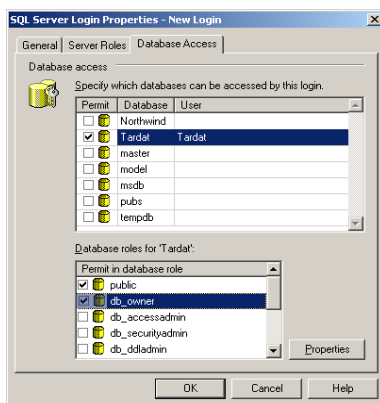 SQL Server Login Properties - New Login
General Server Roles Database Access
Database access
Specify which databases can be accessed by this login.
Permit Database User
Northwind
Tardat Tardat
master
model
msdb
pubs
tempdb
Database roles for 'Tardat':
Permit in database role
public
db_owner
db_accessadmin
db_securityadmin
db_ddladmin
Properties
OK Cancel Help